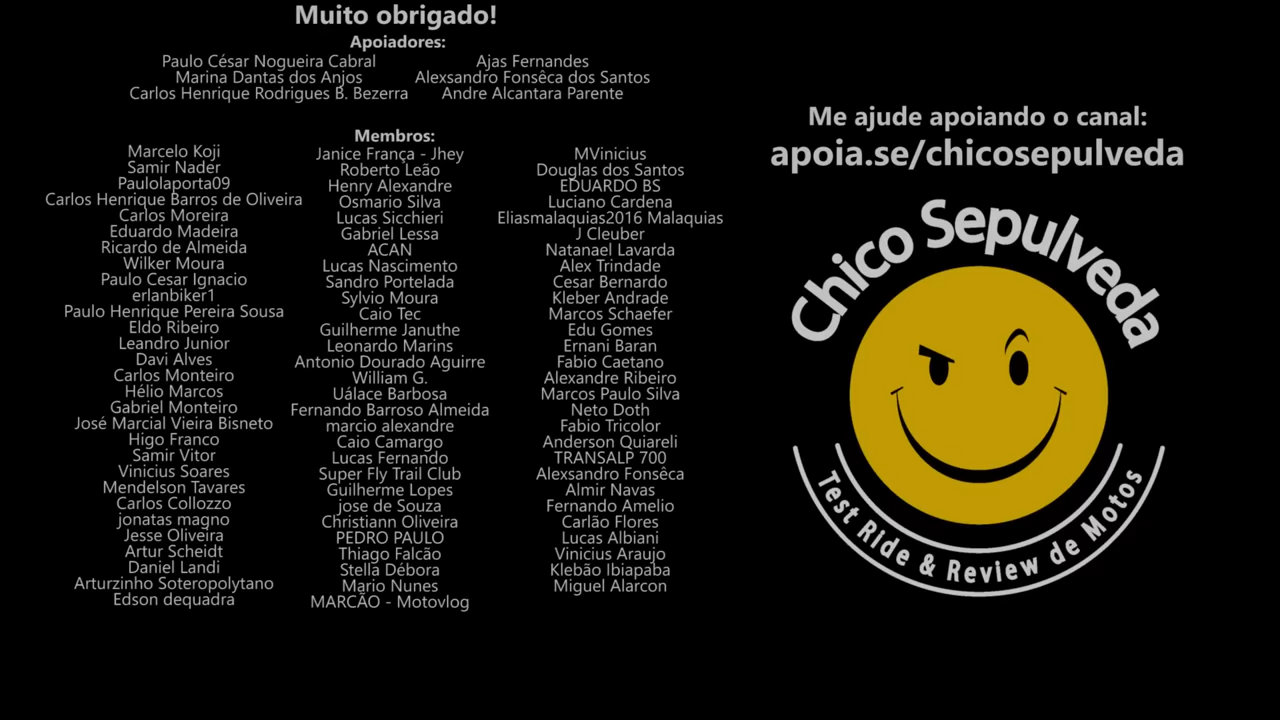 Muito obrigado!
Apoiadores:
Paulo César Nogueira Cabral
Marina Dantas dos Anjos
Carlos Henrique Rodrigues B. Bezerra
Ajas Fernandes
Alexsandro Fonsêca dos Santos
Andre Alcantara Parente
Membros:
Marcelo Koji
Samir Nader
Paulolaporta09
Carlos Henrique Barros de Oliveira
Carlos Moreira
Eduardo Madeira
Ricardo de Almeida
Wilker Moura
Paulo Cesar Ignacio
erlanbiker1
Paulo Henrique Pereira Sousa
Eldo Ribeiro
Leandro Junior
Davi Alves
Carlos Monteiro
Hélio Marcos
Gabriel Monteiro
José Marcial Vieira Bisneto
Higo Franco
Samir Vitor
Vinicius Soares
Mendelson Tavares
Carlos Collozzo
jonatas magno
Jesse Oliveira
Artur Scheidt
Daniel Landi
Arturzinho Soteropolytano
Edson dequadra
Janice França - Jhey
Roberto Leão
Henry Alexandre
Osmario Silva
Lucas Sicchieri
Gabriel Lessa
ACAN
Lucas Nascimento
Sandro Portelada
Sylvio Moura
Caio Tec
Guilherme Januthe
Leonardo Marins
Antonio Dourado Aguirre
William G.
Uálace Barbosa
Fernando Barroso Almeida
marcio alexandre
Caio Camargo
Lucas Fernando
Super Fly Trail Club
Guilherme Lopes
jose de Souza
Christiann Oliveira
PEDRO PAULO
Thiago Falcão
Stella Débora
Mario Nunes
MARCÃO - Motovlog
MVinicius
Douglas dos Santos
EDUARDO BS
Luciano Cardena
Eliasmalaquias2016 Malaquias
J Cleuber
Natanael Lavarda
Alex Trindade
Cesar Bernardo
Kleber Andrade
Marcos Schaefer
Edu Gomes
Ernani Baran
Fabio Caetano
Alexandre Ribeiro
Marcos Paulo Silva
Neto Doth
Fabio Tricolor
Anderson Quiareli
TRANSALP 700
Alexsandro Fonsêca
Almir Navas
Fernando Amelio
Carlão Flores
Lucas Albiani
Vinicius Araujo
Klebão Ibiapaba
Miguel Alarcon
Me ajude apoiando o canal:
apoia.se/chicosepulveda
Chico Sepulveda
Test Ride & Review de Motos